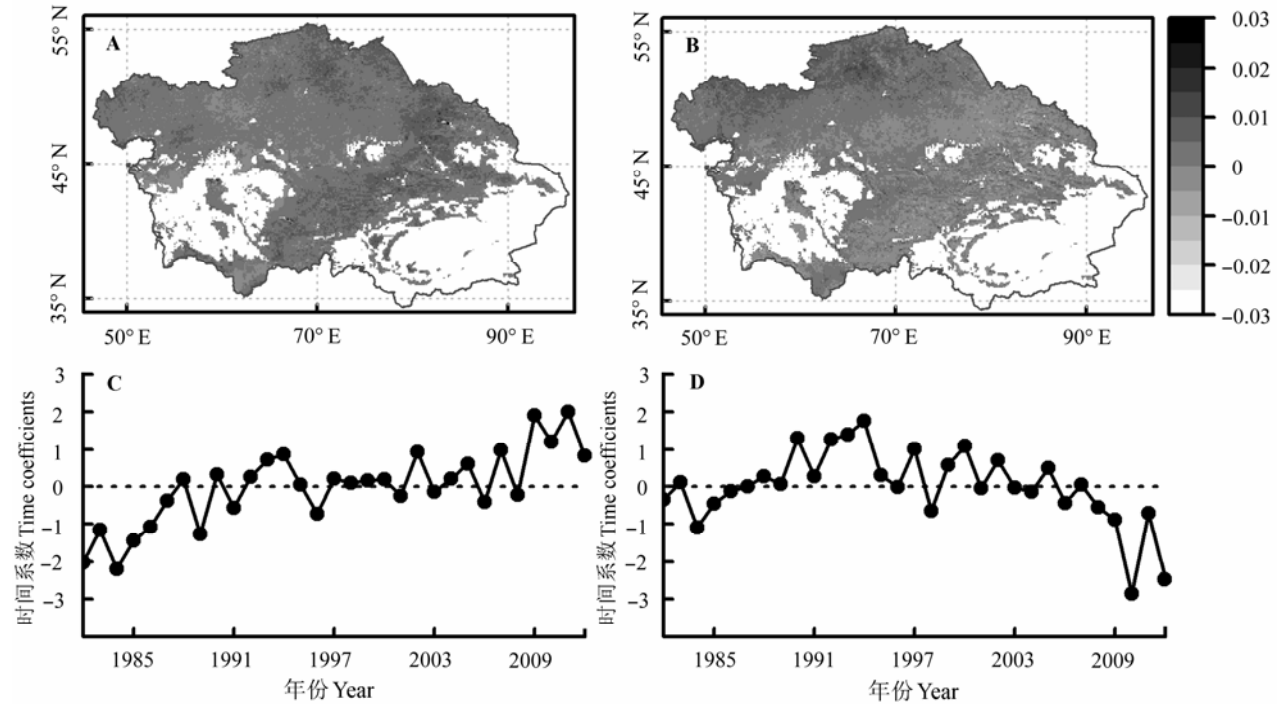 A
B
55° N
45° N
35° N
50° E
70° E
90° E
55° N
45° N
35° N
50° E
70° E
90° E
0.03
0.02
0.01
0
−0.01
−0.02
−0.03
C
时间系数 Time coefficients
3
2
1
0
−1
−2
−3
1985
1991
1997
2003
2009
年份 Year
D
时间系数 Time coefficients
3
2
1
0
−1
−2
−3
1985
1991
1997
2003
2009
年份 Year